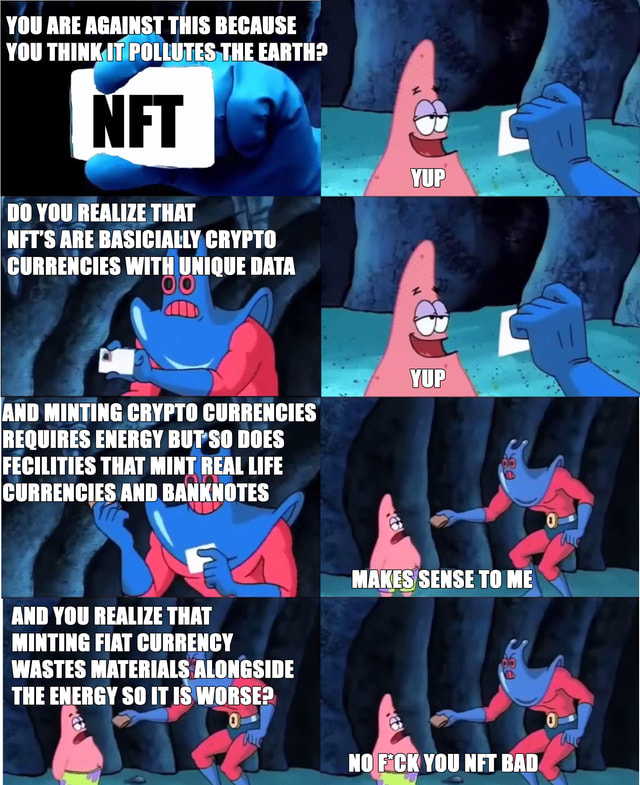 YOU ARE AGAINST THIS BECAUSE
YOU THINK IT POLLUTES THE EARTH?
NFT
YUP
DO YOU REALIZE THAT
NFT'S ARE BASICIALLY CRYPTO
CURRENCIES WITH UNIQUE DATA
YUP
AND MINTING CRYPTO CURRENCIES
REQUIRES ENERGY BUT SO DOES
FECILITIES THAT MINT REAL LIFE
CURRENCIES AND BANKNOTES
MAKES SENSE TO ME
AND YOU REALIZE THAT
MINTING FIAT CURRENCY
WASTES MATERIALS ALONGSIDE
THE ENERGY SO IT IS WORSE?
NO F*CK YOU NFT BAD